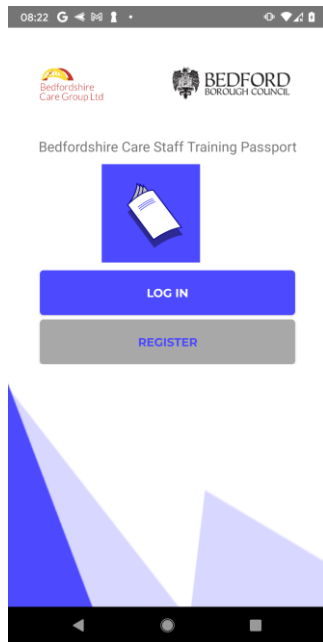 08:22
Bedfordshire
Care Group Ltd
BEDFORD
BOROUGH COUNCIL
Bedfordshire Care Staff Training Passport
LOG IN
REGISTER